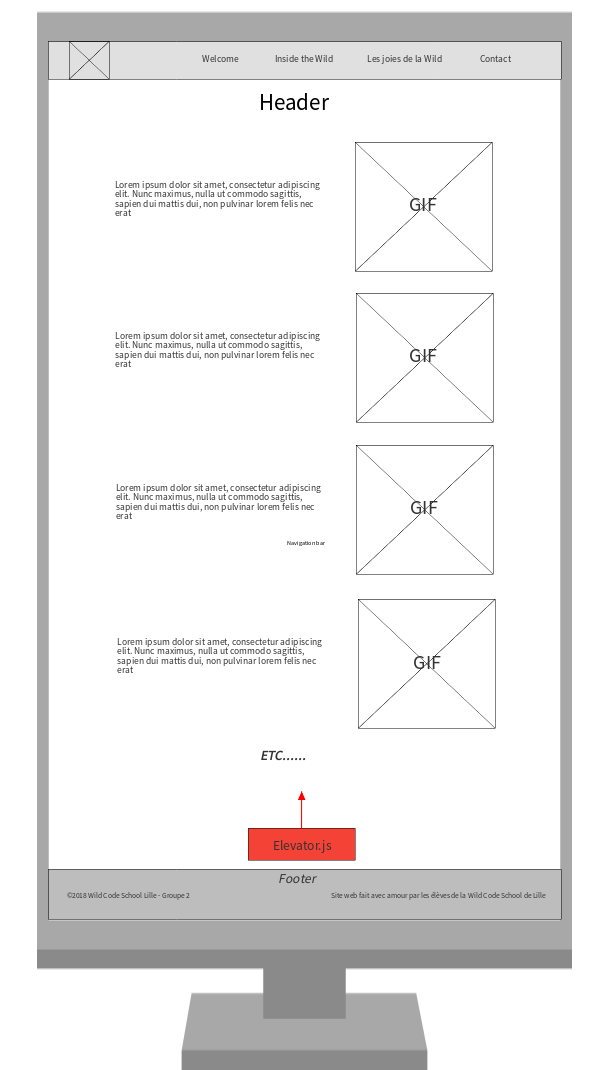 Welcome Inside the Wild Les joies de la Wild Contact
Header
Lorem ipsum dolor sit amet, consectetur adipiscing
elit. Nunc maximus, nulla ut commodo sagittis,
sapien dui mattis dui, non pulvinar lorem felis nec
erat
GIF
Lorem ipsum dolor sit amet, consectetur adipiscing
elit. Nunc maximus, nulla ut commodo sagittis,
sapien dui mattis dui, non pulvinar lorem felis nec
erat
GIF
Lorem ipsum dolor sit amet, consectetur adipiscing
elit. Nunc maximus, nulla ut commodo sagittis,
sapien dui mattis dui, non pulvinar lorem felis nec
erat
GIF
Navigation bar
Lorem ipsum dolor sit amet, consectetur adipiscing
elit. Nunc maximus, nulla ut commodo sagittis,
sapien dui mattis dui, non pulvinar lorem felis nec
erat
GIF
ETC......
Elevator.js
Footer
©2018 Wild Code School Lille - Groupe 2
Site web fait avec amour par les élèves de la Wild Code School de Lille